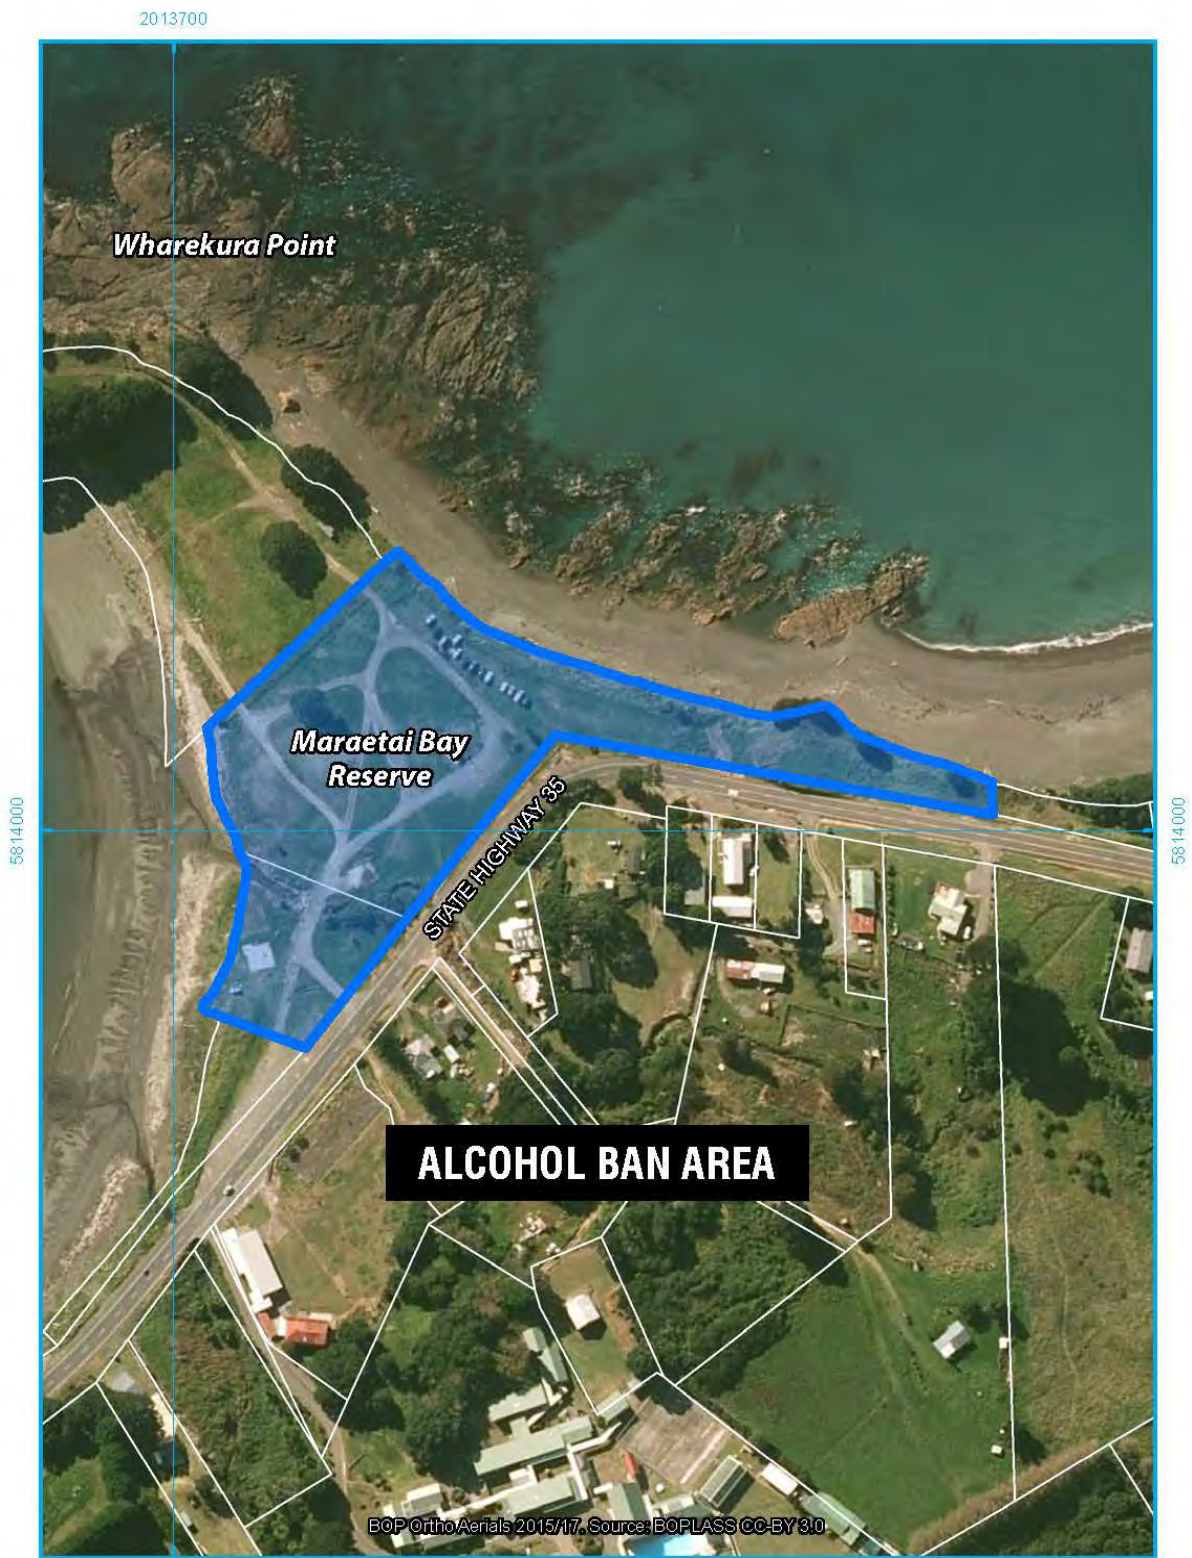 2013700
Wharekura Point
Maraetai Bay
Reserve
STATE HIGHWAY 35
5814000
5814000
ALCOHOL BAN AREA
BOP Ortho Aerials 2015/17. Source: BOPLASS CC-BY 3.0